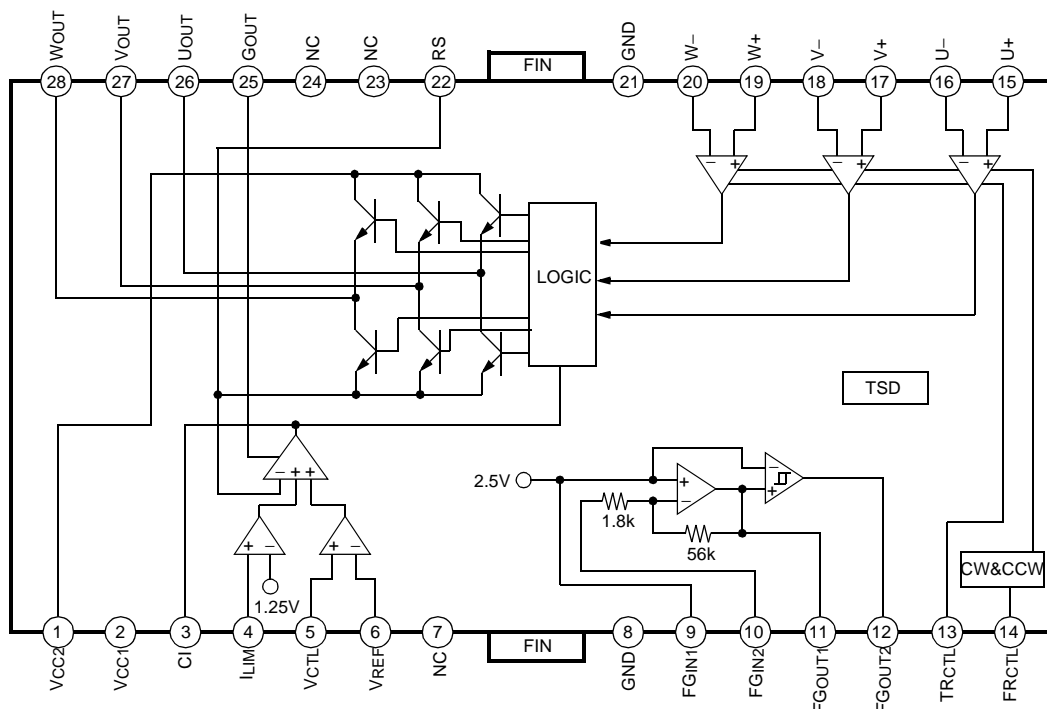 WOUT
VOUT
UOUT
GOUT
NC
NC
RS
GND
W−
W+
V−
V+
U−
U+
28
27
26
25
24
23
22
FIN
21
20
19
18
17
16
15
− +
− +
− +
LOGIC
TSD
− + +
2.5V
1.8k
+
−
56k
−
+
+ −
1.25V
+ −
CW&CCW
1
2
3
4
5
6
7
FIN
8
9
10
11
12
13
14
VCC2
VCC1
CI
ILIM
VCTL
VREF
NC
GND
FGIN1
FGIN2
FGOUT1
FGOUT2
TRCTL
FRCTL